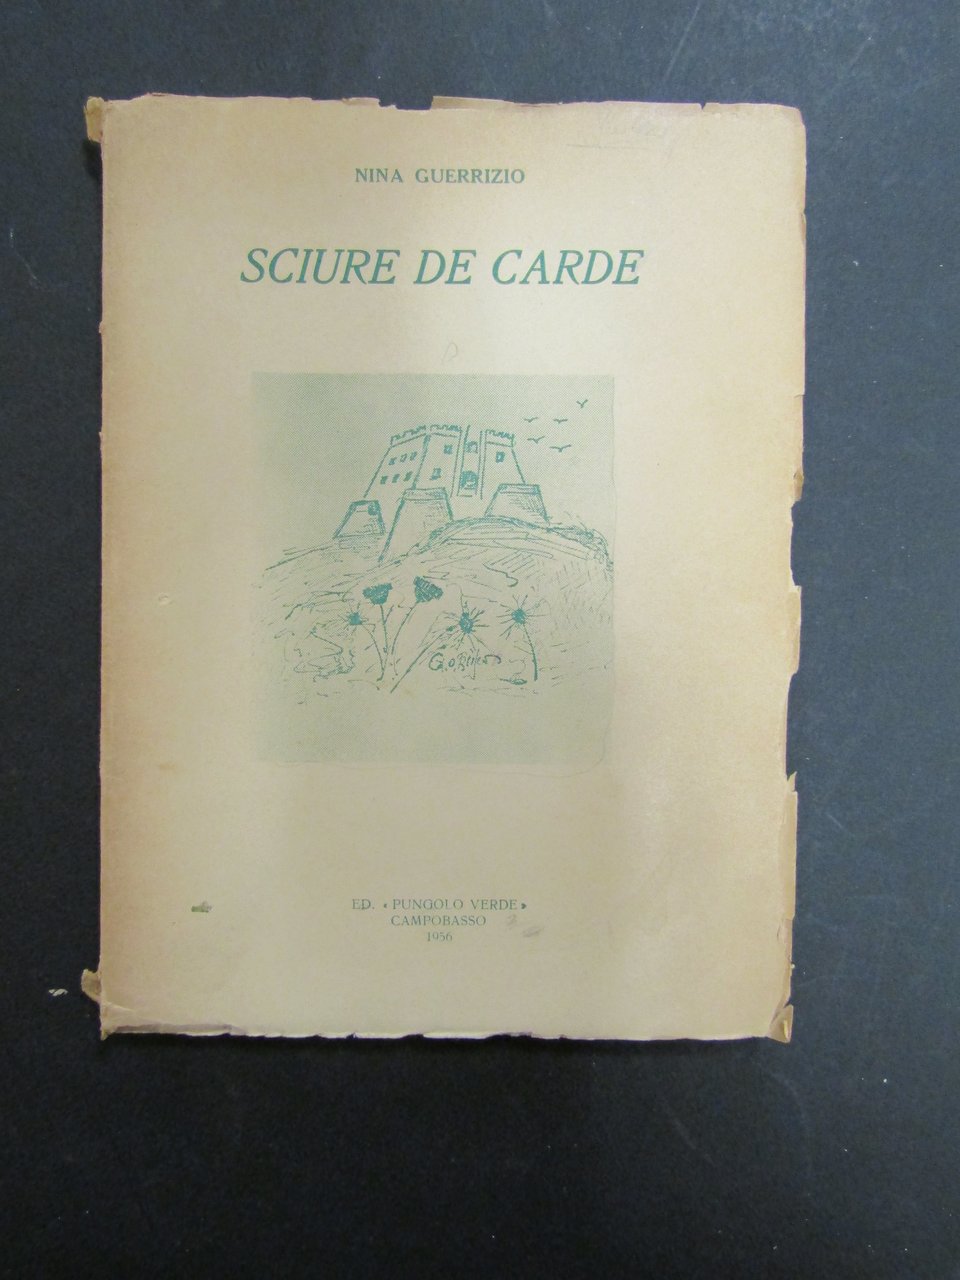 NINA GUERRIZIO
SCIURE DE CARDE
ED. « PUNGOLO VERDE »
CAMPOBASSO
1956